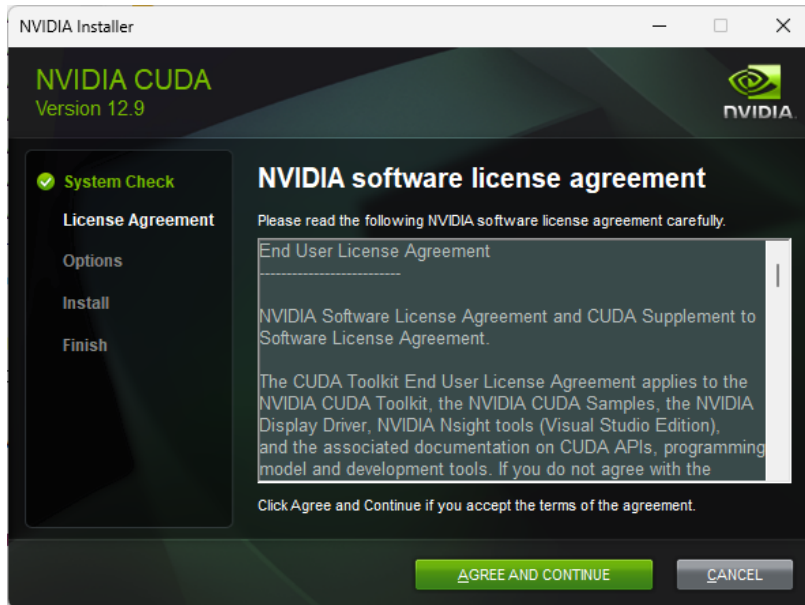 NVIDIA Installer
NVIDIA CUDA
Version 12.9
NVIDIA.
System Check
License Agreement
Options
Install
Finish
NVIDIA software license agreement
Please read the following NVIDIA software license agreement carefully.
End User License Agreement
--------------------------
NVIDIA Software License Agreement and CUDA Supplement to
Software License Agreement.
The CUDA Toolkit End User License Agreement applies to the
NVIDIA CUDA Toolkit, the NVIDIA CUDA Samples, the NVIDIA
Display Driver, NVIDIA Nsight tools (Visual Studio Edition),
and the associated documentation on CUDA APIs, programming
model and development tools. If you do not agree with the
Click Agree and Continue if you accept the terms of the agreement.
AGREE AND CONTINUE
CANCEL